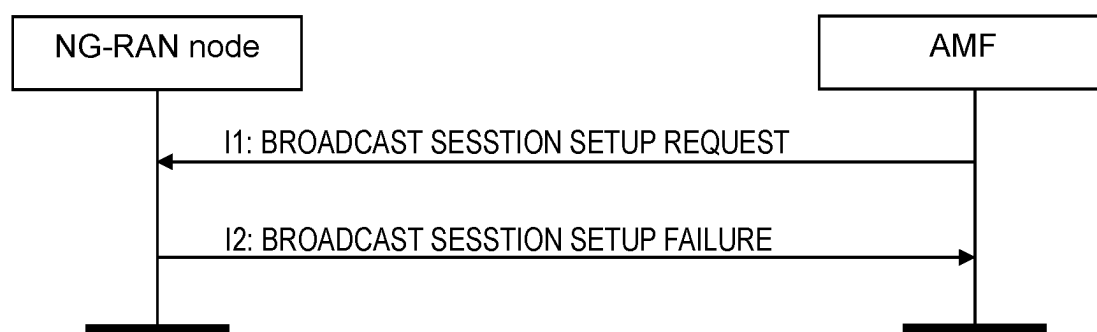 NG-RAN node
AMF
I1: BROADCAST SESSTION SETUP REQUEST
I2: BROADCAST SESSTION SETUP FAILURE